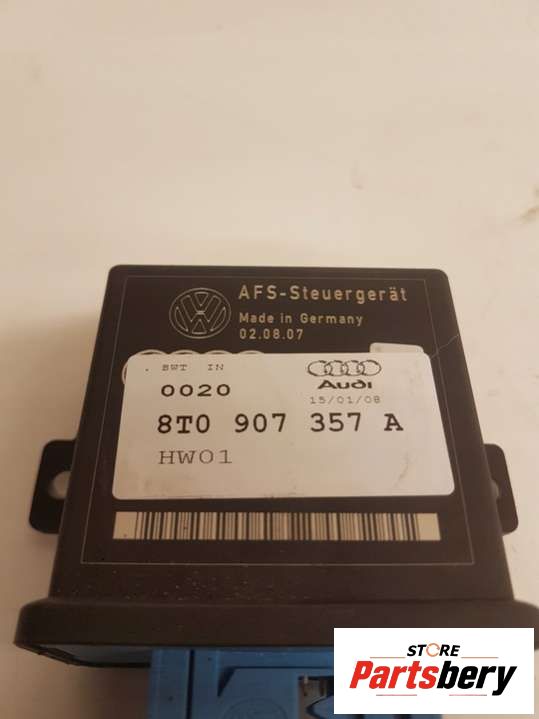 AFS-Steuergerät
Made in Germany
02.08.07
. BWT IN
0020
Audi
15/01/08
8T0 907 357 A
HW01
STORE
Partsbery